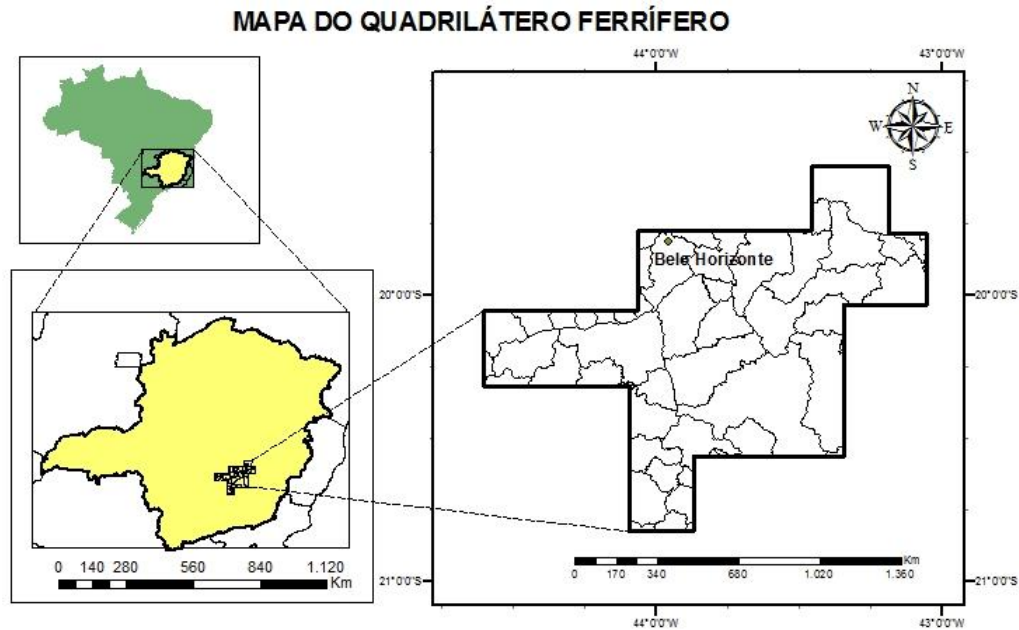 MAPA DO QUADRILÁTERO FERRÍFERO
44°0'0"W 43°0'0"W
N
W E
S
Belo Horizonte
20°0'0"S 20°0'0"S
0 140 280 560 840 1.120
Km
Km
0 170 340 680 1.020 1.360
21°0'0"S 21°0'0"S
44°0'0"W 43°0'0"W